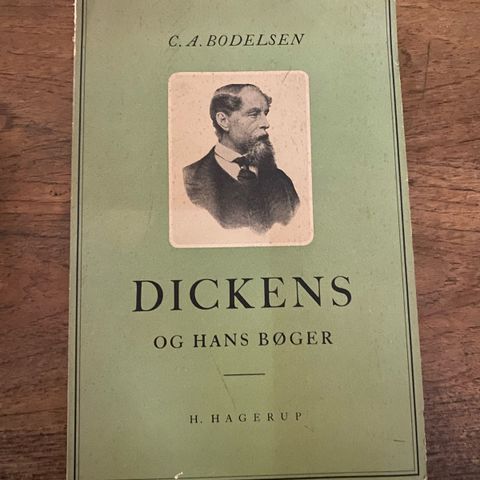 C. A. BODELSEN
DICKENS
OG HANS BØGER
H. HAGERUP